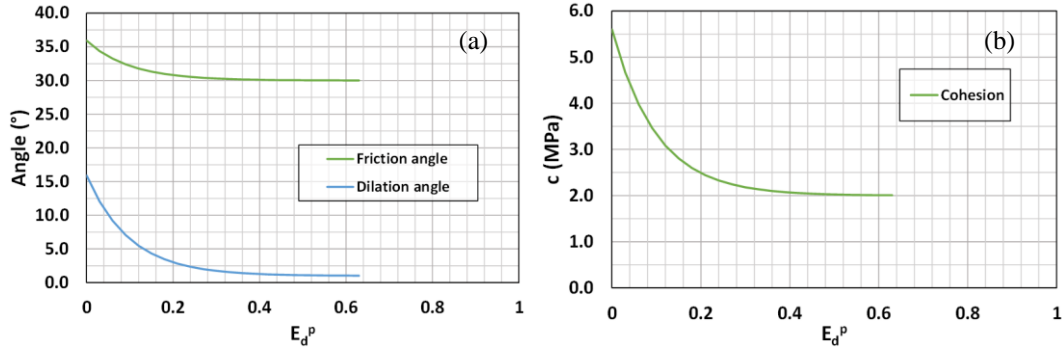 40.0
35.0
30.0
25.0
20.0
15.0
10.0
5.0
0.0
Angle (°)
(a)
Friction angle
Dilation angle
0 0.2 0.4 0.6 0.8 1
E_d^p
6.0
5.0
4.0
3.0
2.0
1.0
0.0
c (MPa)
(b)
Cohesion
0 0.2 0.4 0.6 0.8 1
E_d^p